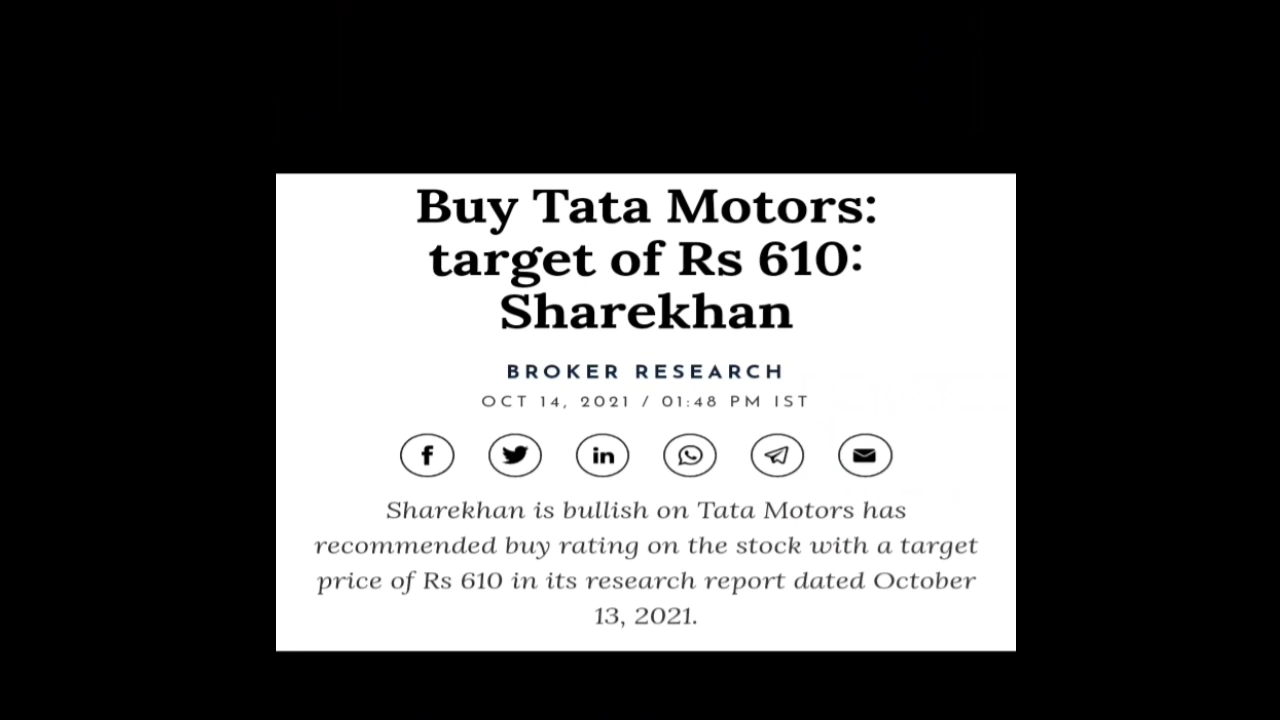 Buy Tata Motors:
target of Rs 610:
Sharekhan
BROKER RESEARCH
OCT 14, 2021 / 01:48 PM IST
Sharekhan is bullish on Tata Motors has
recommended buy rating on the stock with a target
price of Rs 610 in its research report dated October
13, 2021.